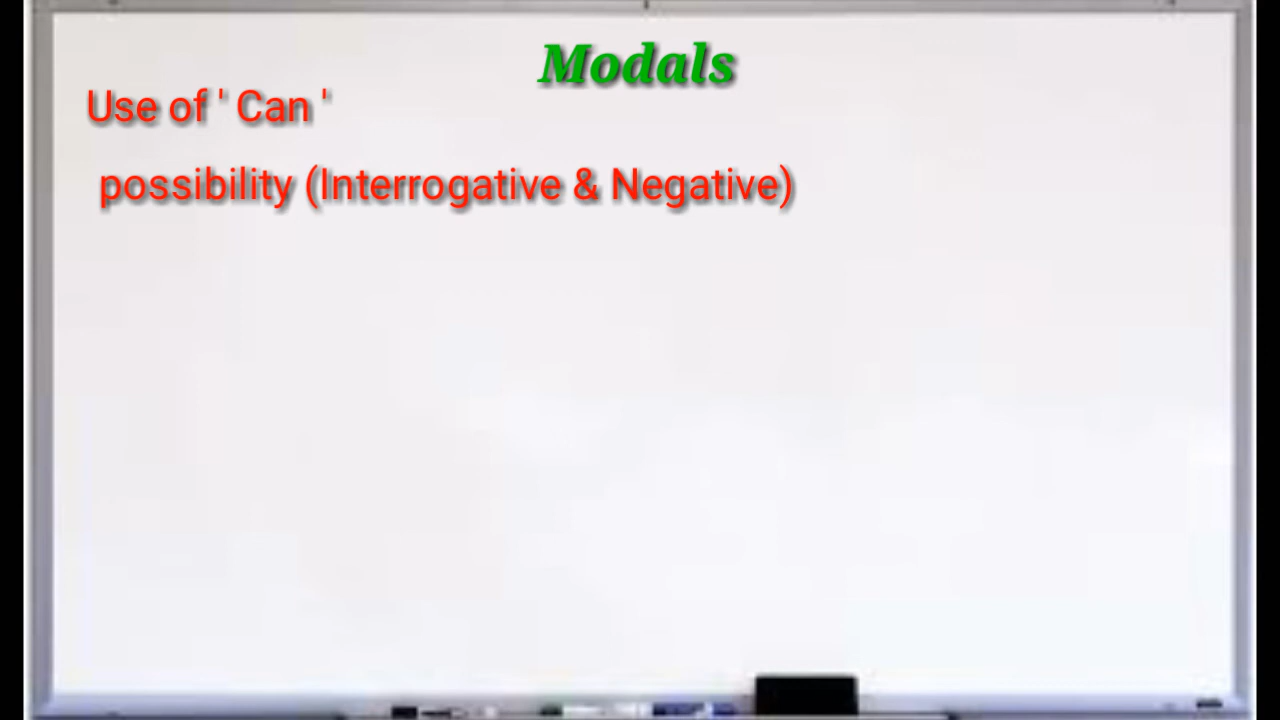 Modals
Use of ' Can '
possibility (Interrogative & Negative)